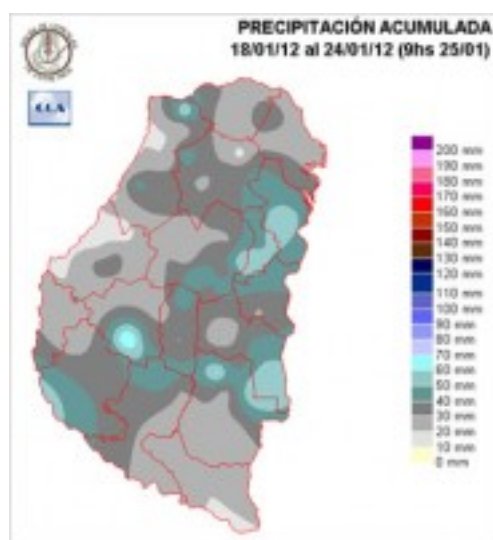 PRECIPITACIÓN ACUMULADA
18/01/12 al 24/01/12 (9hs 25/01)
200 mm
190 mm
180 mm
170 mm
160 mm
150 mm
140 mm
130 mm
120 mm
110 mm
100 mm
90 mm
80 mm
70 mm
60 mm
50 mm
40 mm
30 mm
20 mm
10 mm
0 mm